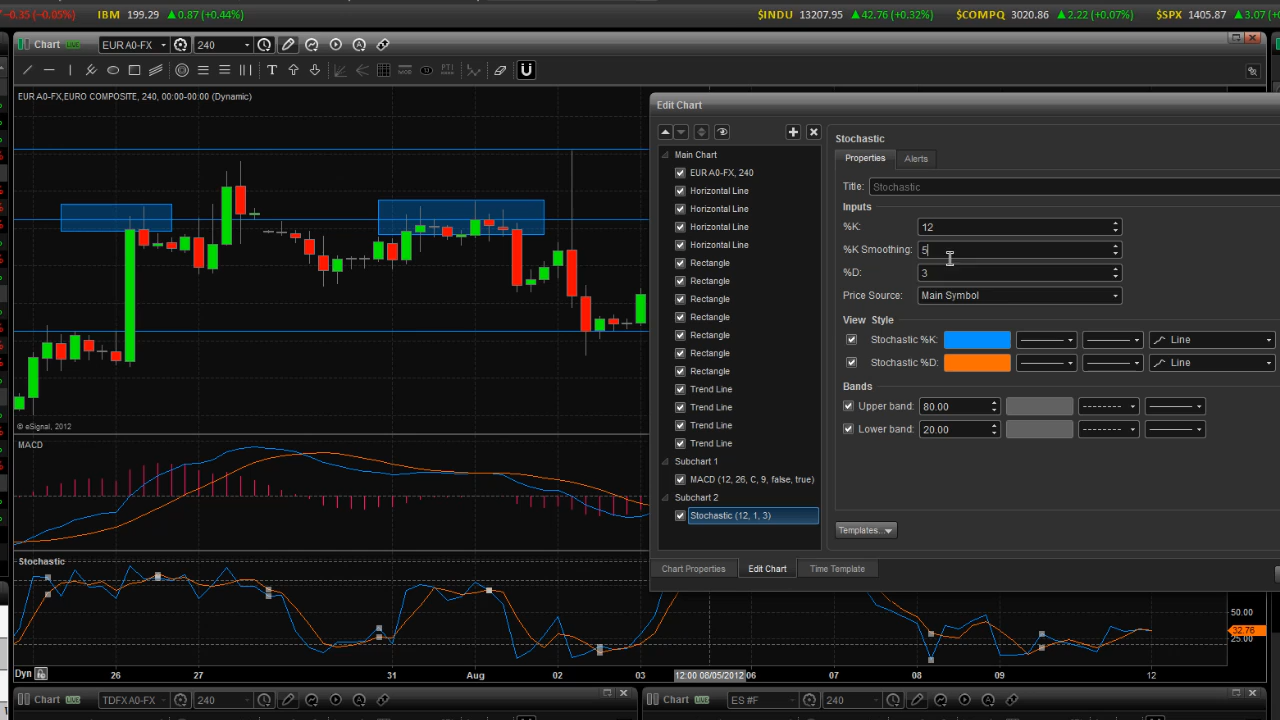 −0.35 (−0.05%) IBM 199.29 ▲0.87 (+0.44%) $INDU 13207.95 ▲42.76 (+0.32%) $COMPQ 3020.86 ▲2.22 (+0.07%) $SPX 1405.87 ▲3.07 (+
Chart LIVE EUR A0-FX 240
T
EUR A0-FX,EURO COMPOSITE, 240, 00:00-00:00 (Dynamic)
© eSignal, 2012
MACD
Stochastic
50.00
32.76
25.00
Dyn 26 27 31 Aug 02 03 12:00 08/05/2012 07 08 09 12
Edit Chart
Main Chart
EUR A0-FX, 240
Horizontal Line
Horizontal Line
Horizontal Line
Horizontal Line
Rectangle
Rectangle
Rectangle
Rectangle
Rectangle
Rectangle
Rectangle
Trend Line
Trend Line
Trend Line
Trend Line
Subchart 1
MACD (12, 26, C, 9, false, true)
Subchart 2
Stochastic (12, 1, 3)
Stochastic
Properties Alerts
Title: Stochastic
Inputs
%K: 12
%K Smoothing: 5
%D: 3
Price Source: Main Symbol
View Style
Stochastic %K: Line
Stochastic %D: Line
Bands
Upper band: 80.00
Lower band: 20.00
Templates...
Chart Properties Edit Chart Time Template
Chart LIVE TDFX A0-FX 240
Chart LIVE ES #F 240